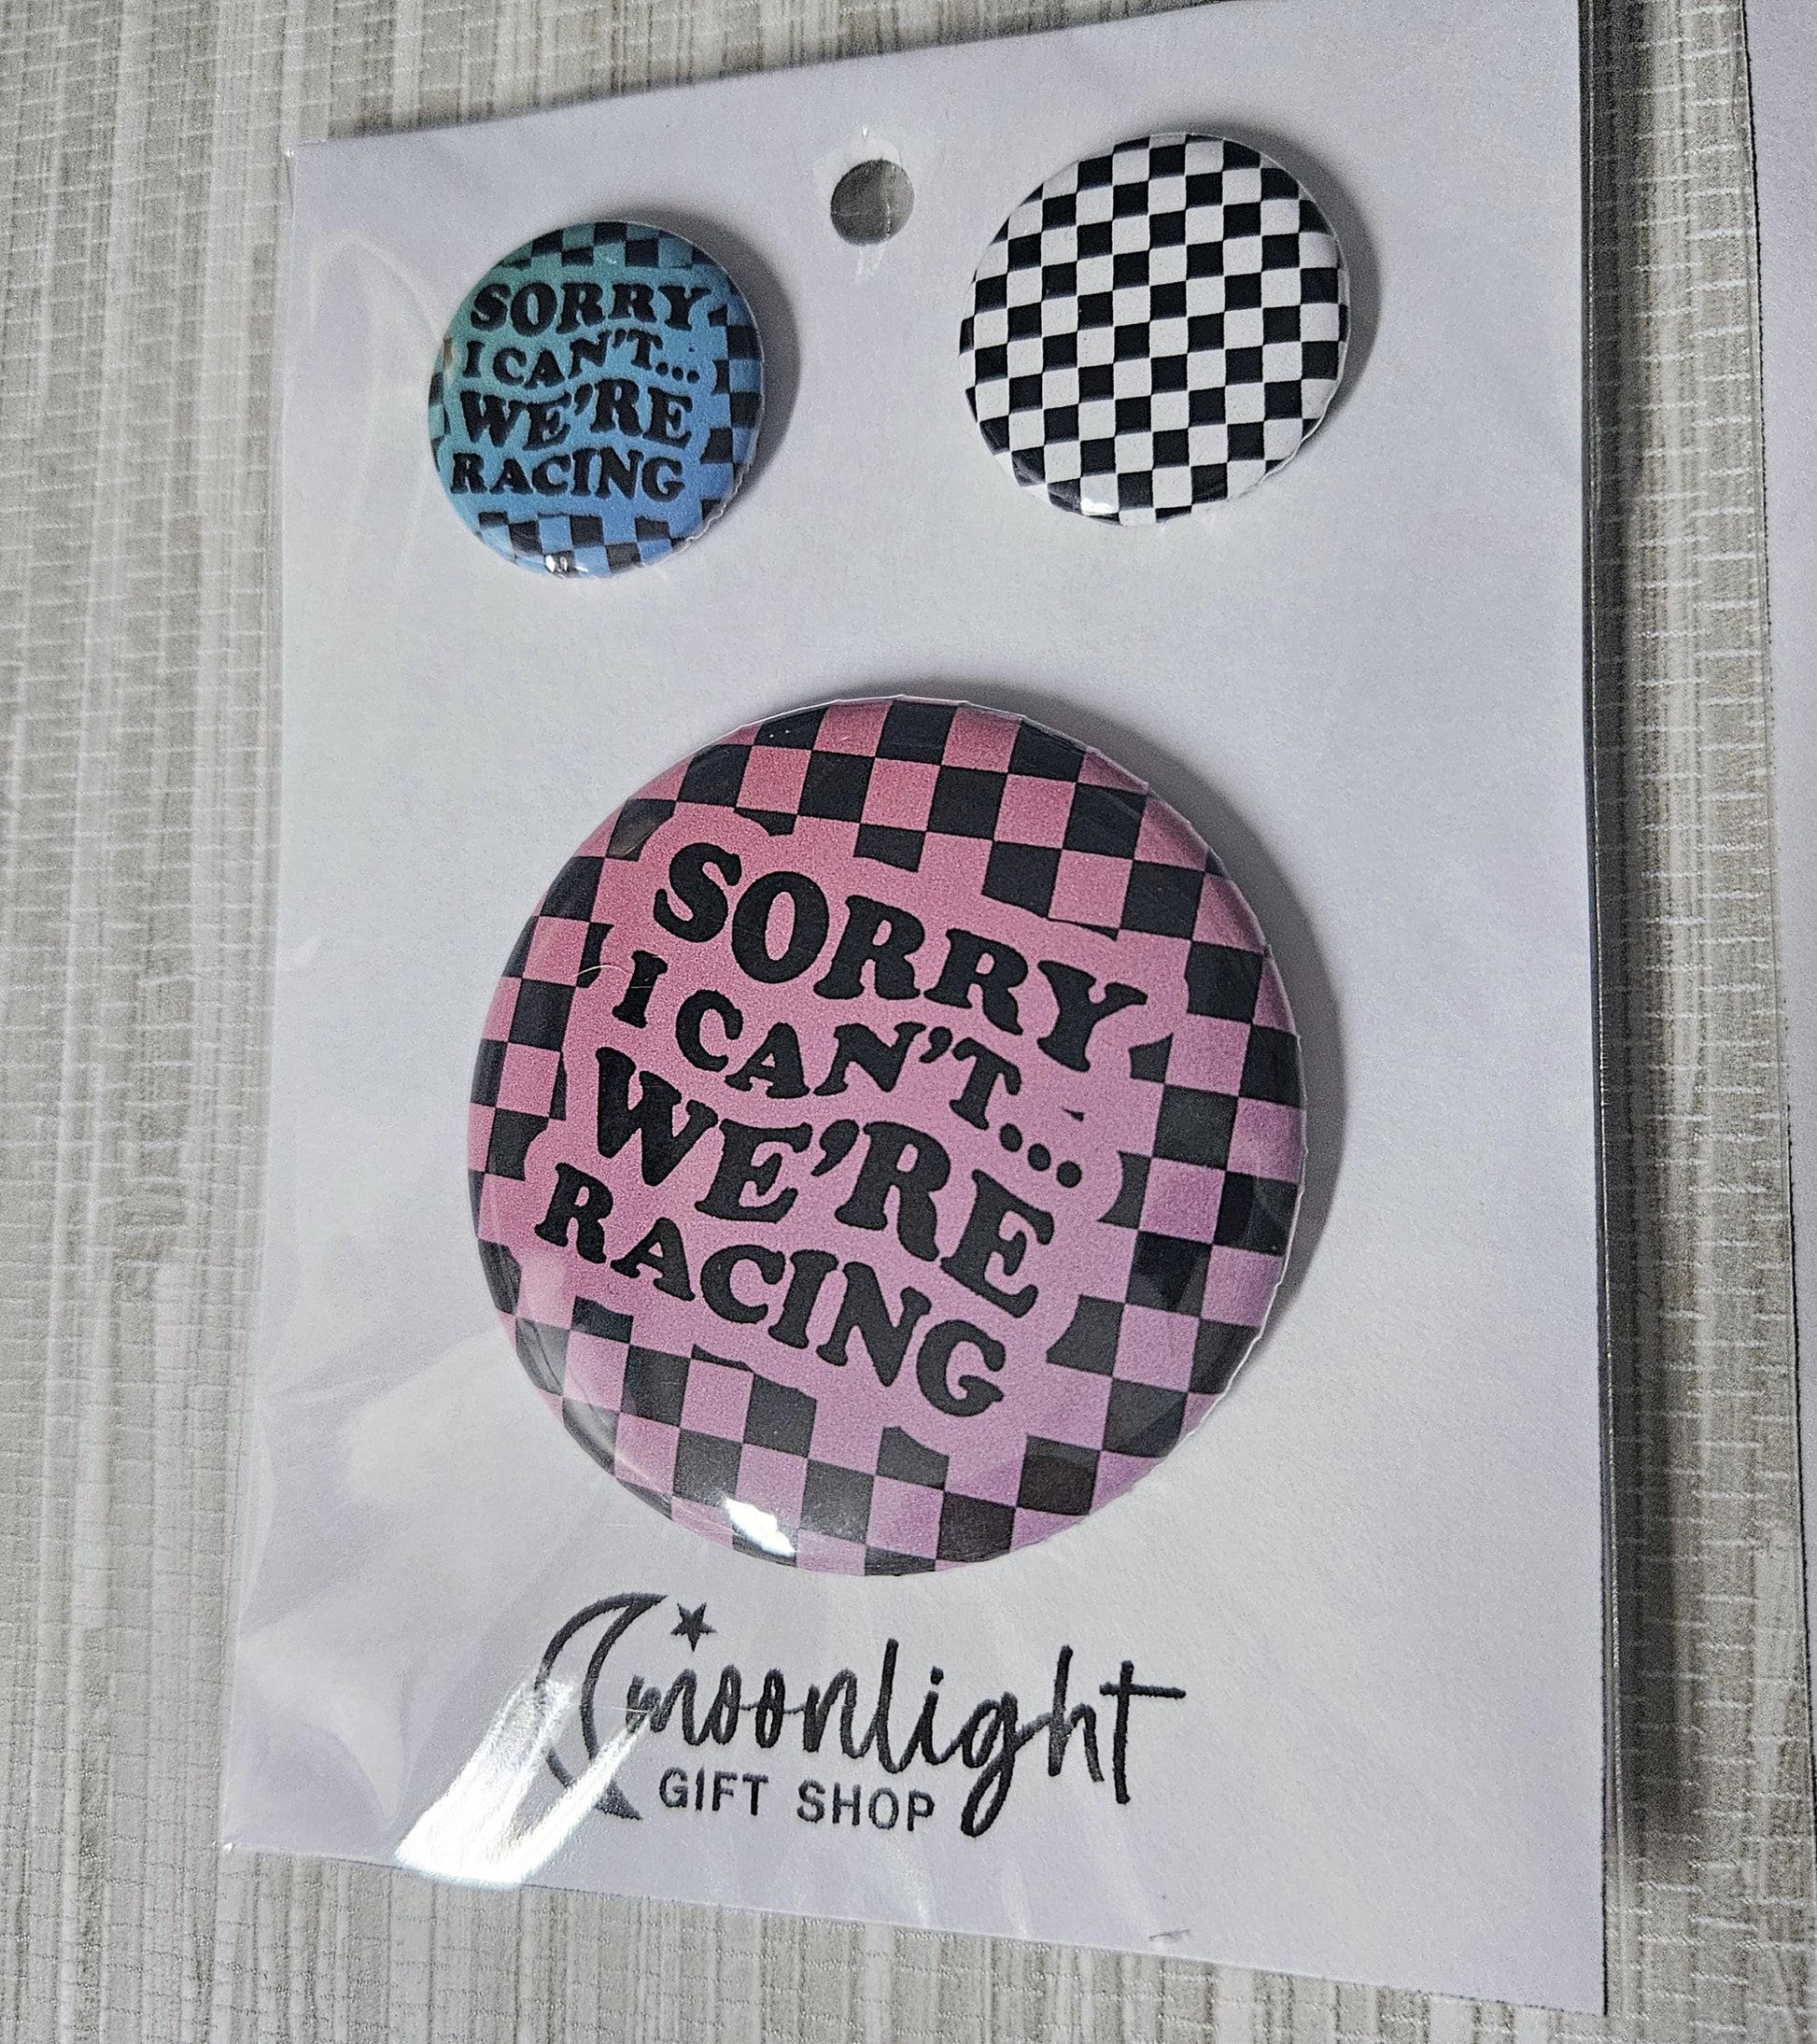 SORRY
I CAN'T...
WE'RE
RACING
SORRY
I CAN'T...
WE'RE
RACING
moonlight
GIFT SHOP